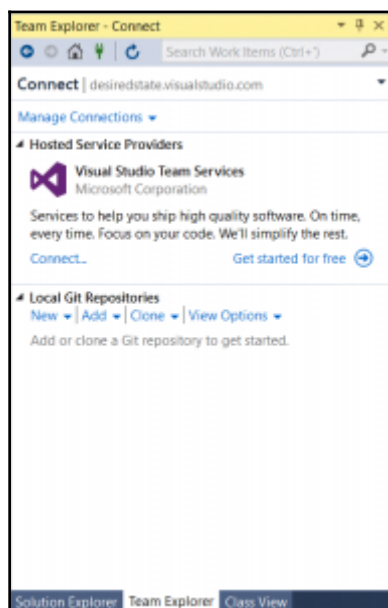 Team Explorer - Connect
Search Work Items (Ctrl+')
Connect | desiredstate.visualstudio.com
Manage Connections
Hosted Service Providers
Visual Studio Team Services
Microsoft Corporation
Services to help you ship high quality software. On time,
every time. Focus on your code. We'll simplify the rest.
Connect... Get started for free
Local Git Repositories
New | Add | Clone | View Options
Add or clone a Git repository to get started.
Solution Explorer Team Explorer Class View